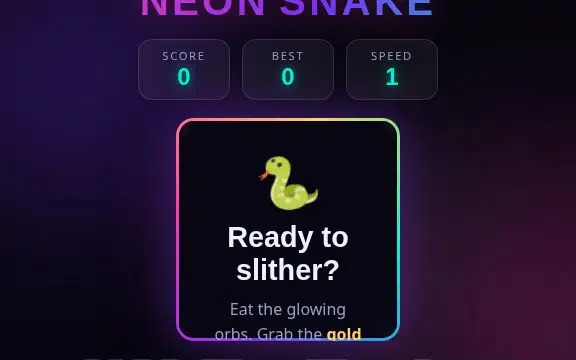 NEON SNAKE
SCORE
0
BEST
0
SPEED
1
Ready to
slither?
Eat the glowing
orbs. Grab the gold